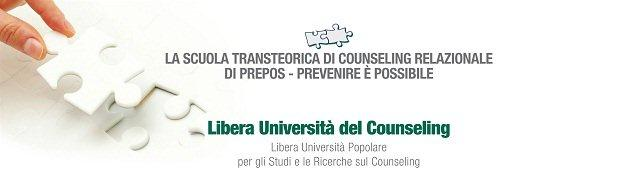 LA SCUOLA TRANSTEORICA DI COUNSELING RELAZIONALE
DI PREPOS - PREVENIRE È POSSIBILE
Libera Università del Counseling
Libera Università Popolare
per gli Studi e le Ricerche sul Counseling